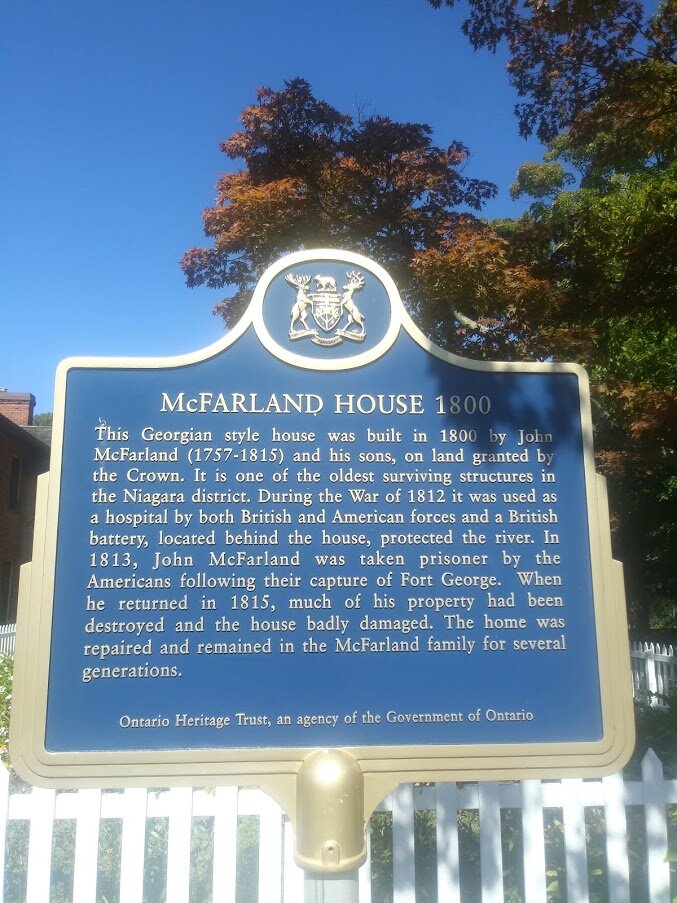 McFARLAND HOUSE 1800
This Georgian style house was built in 1800 by John
McFarland (1757-1815) and his sons, on land granted by
the Crown. It is one of the oldest surviving structures in
the Niagara district. During the War of 1812 it was used as
a hospital by both British and American forces and a British
battery, located behind the house, protected the river. In
1813, John McFarland was taken prisoner by the
Americans following their capture of Fort George. When
he returned in 1815, much of his property had been
destroyed and the house badly damaged. The home was
repaired and remained in the McFarland family for several
generations.
Ontario Heritage Trust, an agency of the Government of Ontario